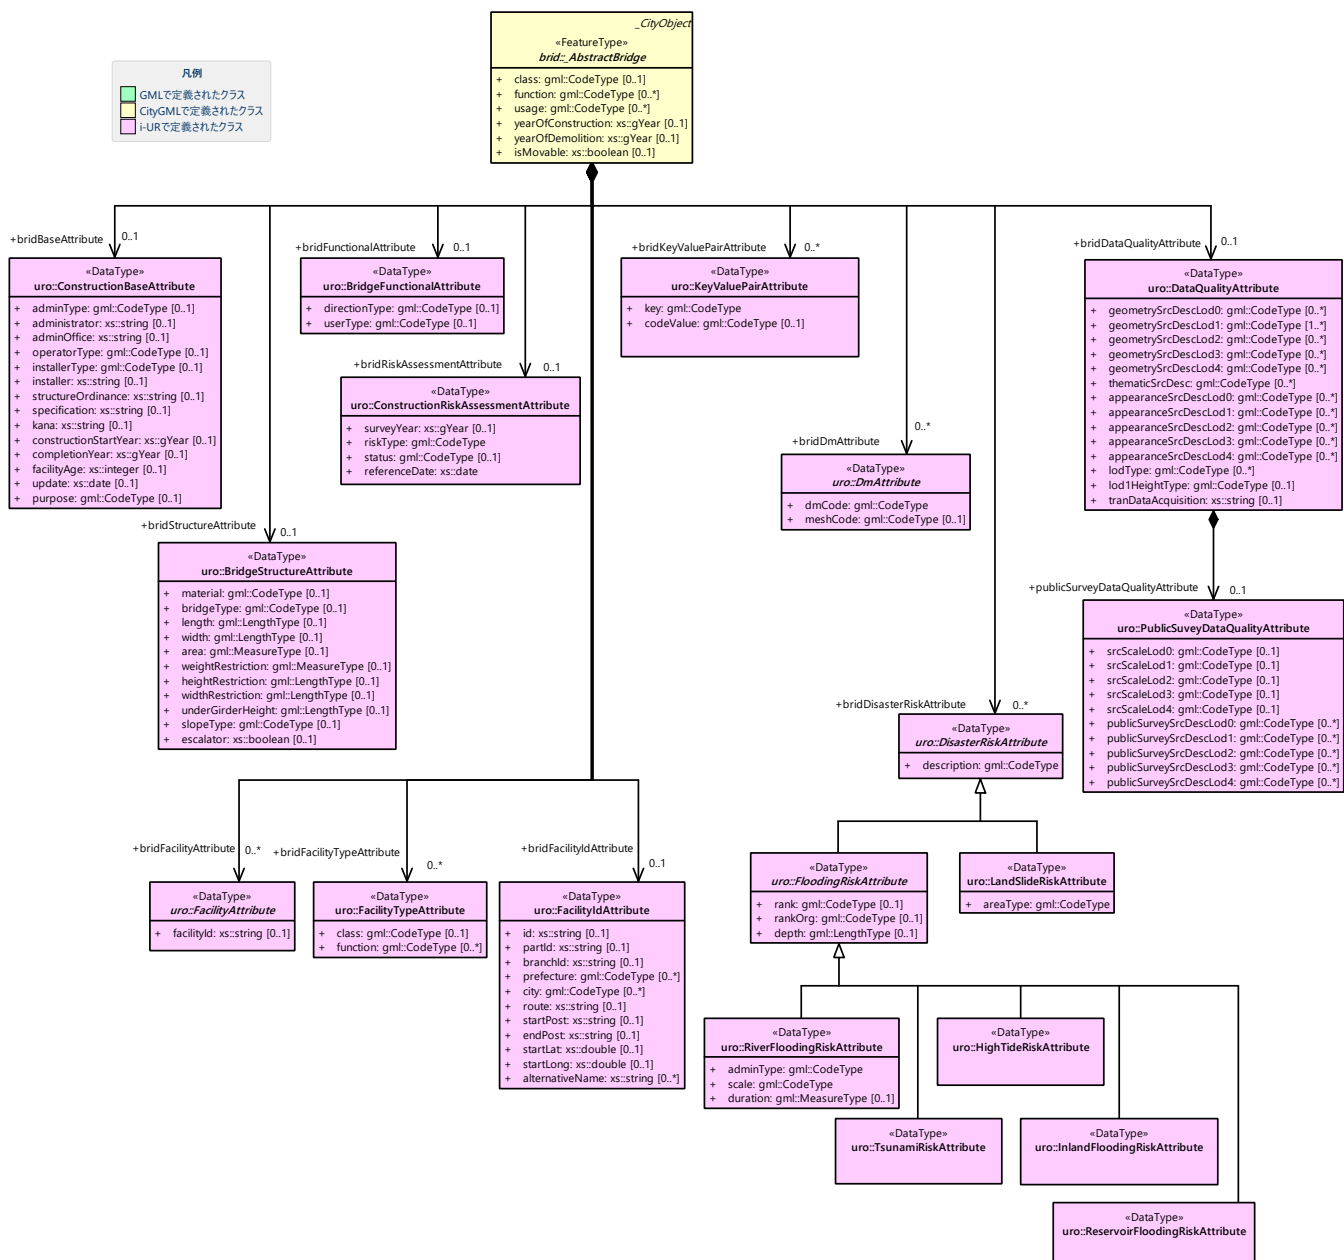 _CityObject
«FeatureType»
brid::_AbstractBridge
+ class: gml::CodeType [0..1]
+ function: gml::CodeType [0..*]
+ usage: gml::CodeType [0..*]
+ yearOfConstruction: xs::gYear [0..1]
+ yearOfDemolition: xs::gYear [0..1]
+ isMovable: xs::boolean [0..1]
凡例
GMLで定義されたクラス
CityGMLで定義されたクラス
i-URで定義されたクラス
+bridBaseAttribute 0..1
«DataType»
uro::ConstructionBaseAttribute
+ adminType: gml::CodeType [0..1]
+ administrator: xs::string [0..1]
+ adminOffice: xs::string [0..1]
+ operatorType: gml::CodeType [0..1]
+ installerType: gml::CodeType [0..1]
+ installer: xs::string [0..1]
+ structureOrdinance: xs::string [0..1]
+ specification: xs::string [0..1]
+ kana: xs::string [0..1]
+ constructionStartYear: xs::gYear [0..1]
+ completionYear: xs::gYear [0..1]
+ facilityAge: xs::integer [0..1]
+ update: xs::date [0..1]
+ purpose: gml::CodeType [0..1]
+bridFunctionalAttribute 0..1
«DataType»
uro::BridgeFunctionalAttribute
+ directionType: gml::CodeType [0..1]
+ userType: gml::CodeType [0..1]
+bridRiskAssessmentAttribute 0..1
«DataType»
uro::ConstructionRiskAssessmentAttribute
+ surveyYear: xs::gYear [0..1]
+ riskType: gml::CodeType
+ status: gml::CodeType [0..1]
+ referenceDate: xs::date
+bridKeyValuePairAttribute 0..*
«DataType»
uro::KeyValuePairAttribute
+ key: gml::CodeType
+ codeValue: gml::CodeType [0..1]
+bridDmAttribute 0..*
«DataType»
uro::DmAttribute
+ dmCode: gml::CodeType
+ meshCode: gml::CodeType [0..1]
+bridDataQualityAttribute 0..1
«DataType»
uro::DataQualityAttribute
+ geometrySrcDescLod0: gml::CodeType [0..*]
+ geometrySrcDescLod1: gml::CodeType [1..*]
+ geometrySrcDescLod2: gml::CodeType [0..*]
+ geometrySrcDescLod3: gml::CodeType [0..*]
+ geometrySrcDescLod4: gml::CodeType [0..*]
+ thematicSrcDesc: gml::CodeType [0..*]
+ appearanceSrcDescLod0: gml::CodeType [0..*]
+ appearanceSrcDescLod1: gml::CodeType [0..*]
+ appearanceSrcDescLod2: gml::CodeType [0..*]
+ appearanceSrcDescLod3: gml::CodeType [0..*]
+ appearanceSrcDescLod4: gml::CodeType [0..*]
+ lodType: gml::CodeType [0..*]
+ lod1HeightType: gml::CodeType [0..1]
+ tranDataAcquisition: xs::string [0..1]
+bridStructureAttribute 0..1
«DataType»
uro::BridgeStructureAttribute
+ material: gml::CodeType [0..1]
+ bridgeType: gml::CodeType [0..1]
+ length: gml::LengthType [0..1]
+ width: gml::LengthType [0..1]
+ area: gml::MeasureType [0..1]
+ weightRestriction: gml::MeasureType [0..1]
+ heightRestriction: gml::LengthType [0..1]
+ widthRestriction: gml::LengthType [0..1]
+ underGirderHeight: gml::LengthType [0..1]
+ slopeType: gml::CodeType [0..1]
+ escalator: xs::boolean [0..1]
+publicSurveyDataQualityAttribute 0..1
«DataType»
uro::PublicSuveyDataQualityAttribute
+ srcScaleLod0: gml::CodeType [0..1]
+ srcScaleLod1: gml::CodeType [0..1]
+ srcScaleLod2: gml::CodeType [0..1]
+ srcScaleLod3: gml::CodeType [0..1]
+ srcScaleLod4: gml::CodeType [0..1]
+ publicSurveySrcDescLod0: gml::CodeType [0..*]
+ publicSurveySrcDescLod1: gml::CodeType [0..*]
+ publicSurveySrcDescLod2: gml::CodeType [0..*]
+ publicSurveySrcDescLod3: gml::CodeType [0..*]
+ publicSurveySrcDescLod4: gml::CodeType [0..*]
+bridDisasterRiskAttribute 0..*
«DataType»
uro::DisasterRiskAttribute
+ description: gml::CodeType
+bridFacilityAttribute 0..*
«DataType»
uro::FacilityAttribute
+ facilityId: xs::string [0..1]
+bridFacilityTypeAttribute 0..*
«DataType»
uro::FacilityTypeAttribute
+ class: gml::CodeType [0..1]
+ function: gml::CodeType [0..*]
+bridFacilityIdAttribute 0..1
«DataType»
uro::FacilityIdAttribute
+ id: xs::string [0..1]
+ partId: xs::string [0..1]
+ branchId: xs::string [0..1]
+ prefecture: gml::CodeType [0..*]
+ city: gml::CodeType [0..*]
+ route: xs::string [0..1]
+ startPost: xs::string [0..1]
+ endPost: xs::string [0..1]
+ startLat: xs::double [0..1]
+ startLong: xs::double [0..1]
+ alternativeName: xs::string [0..*]
«DataType»
uro::FloodingRiskAttribute
+ rank: gml::CodeType [0..1]
+ rankOrg: gml::CodeType [0..1]
+ depth: gml::LengthType [0..1]
«DataType»
uro::LandSlideRiskAttribute
+ areaType: gml::CodeType
«DataType»
uro::RiverFloodingRiskAttribute
+ adminType: gml::CodeType
+ scale: gml::CodeType
+ duration: gml::MeasureType [0..1]
«DataType»
uro::HighTideRiskAttribute
«DataType»
uro::TsunamiRiskAttribute
«DataType»
uro::InlandFloodingRiskAttribute
«DataType»
uro::ReservoirFloodingRiskAttribute